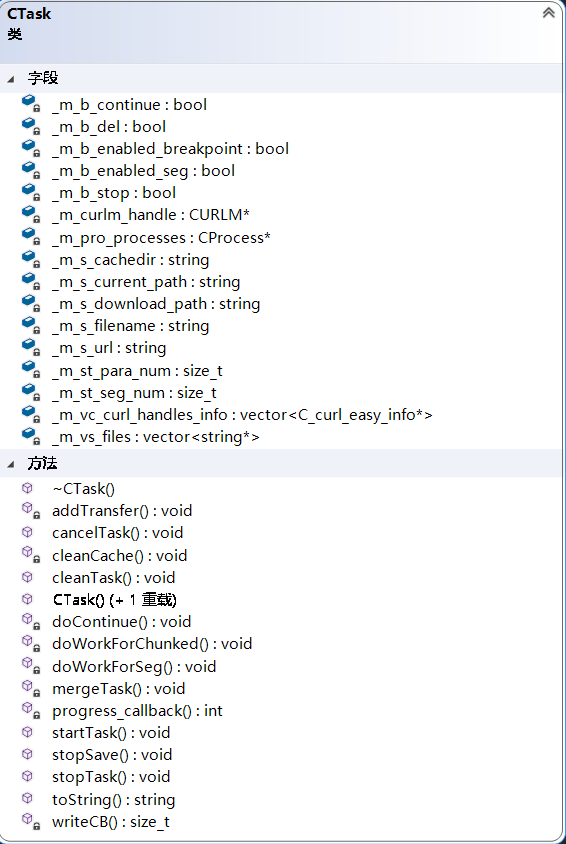 CTask
类
字段
_m_b_continue : bool
_m_b_del : bool
_m_b_enabled_breakpoint : bool
_m_b_enabled_seg : bool
_m_b_stop : bool
_m_curlm_handle : CURLM*
_m_pro_processes : CProcess*
_m_s_cachedir : string
_m_s_current_path : string
_m_s_download_path : string
_m_s_filename : string
_m_s_url : string
_m_st_para_num : size_t
_m_st_seg_num : size_t
_m_vc_curl_handles_info : vector<C_curl_easy_info*>
_m_vs_files : vector<string*>
方法
~CTask()
addTransfer() : void
cancelTask() : void
cleanCache() : void
cleanTask() : void
CTask() (+ 1 重载)
doContinue() : void
doWorkForChunked() : void
doWorkForSeg() : void
mergeTask() : void
progress_callback() : int
startTask() : void
stopSave() : void
stopTask() : void
toString() : string
writeCB() : size_t